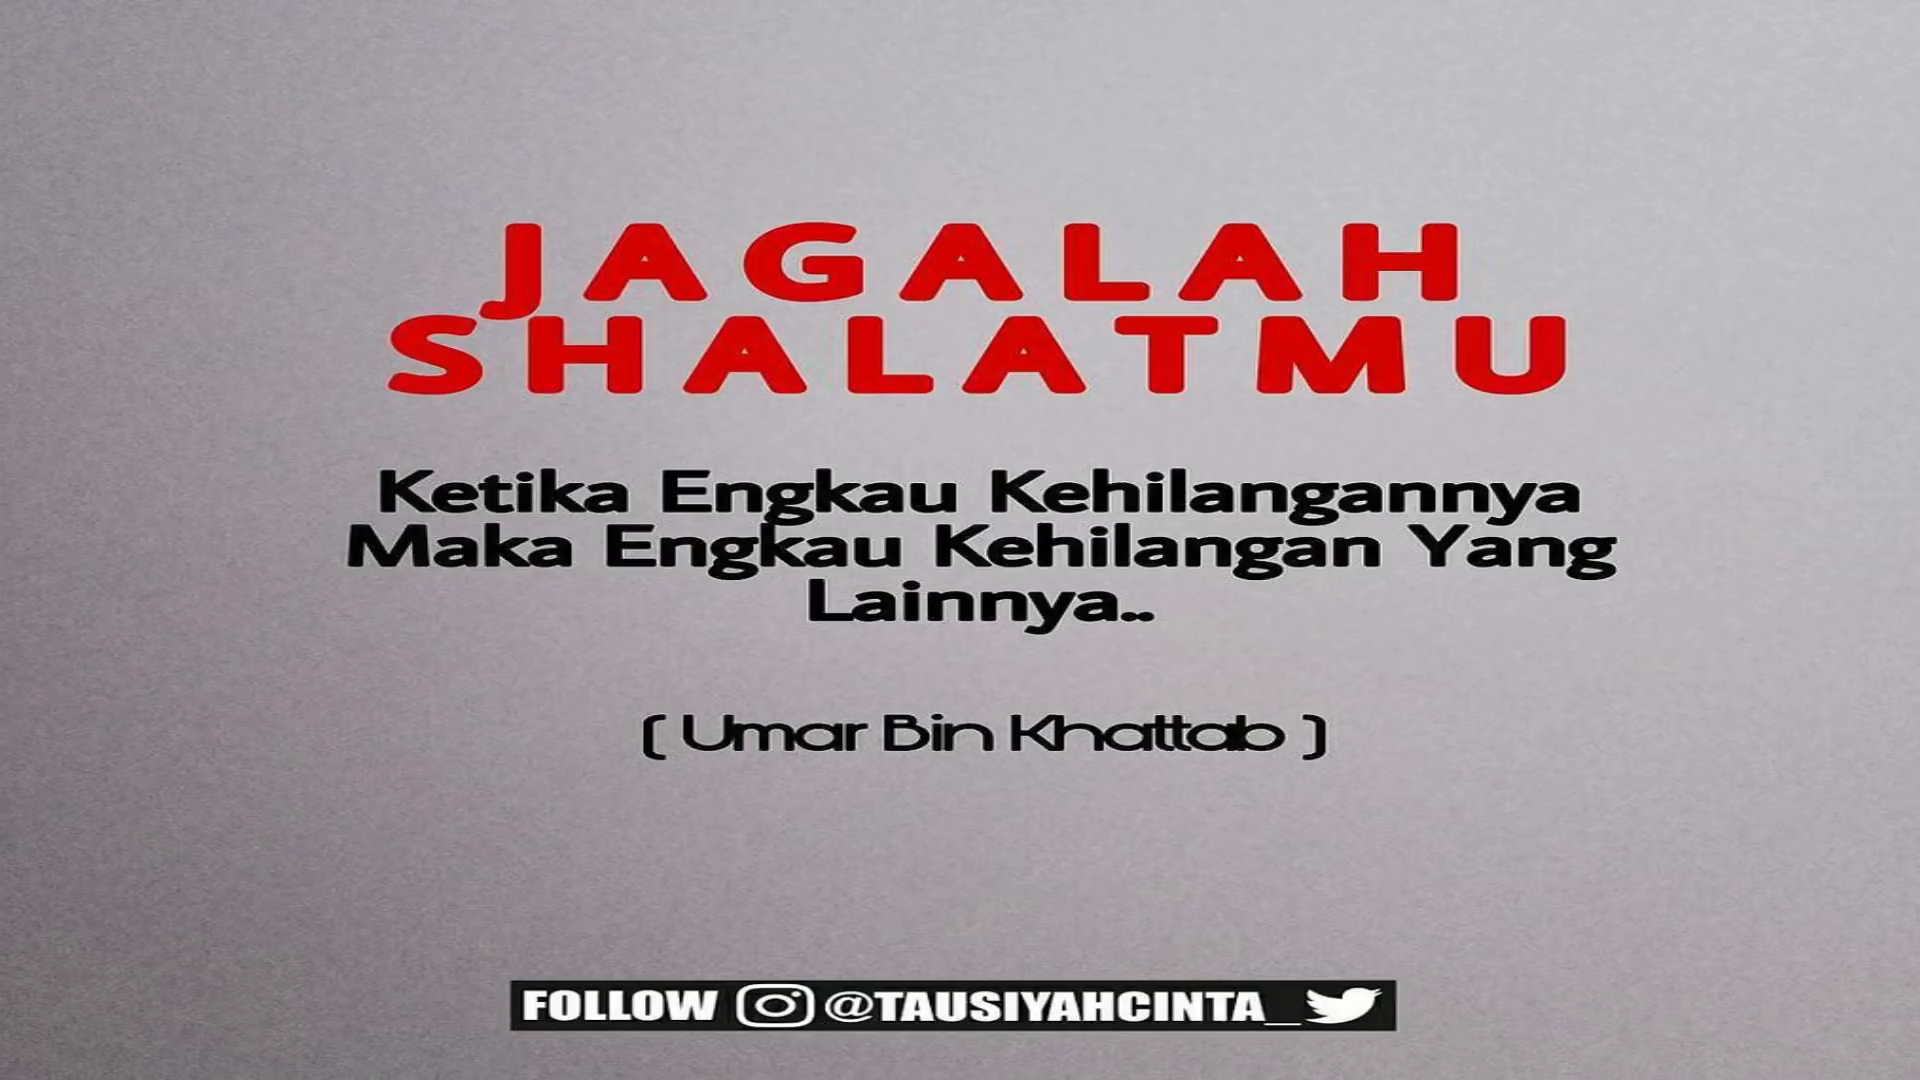 JAGALAH
SHALATMU
Ketika Engkau Kehilangannya
Maka Engkau Kehilangan Yang
Lainnya..
( Umar Bin Khattab )
FOLLOW @TAUSIYAHCINTA_